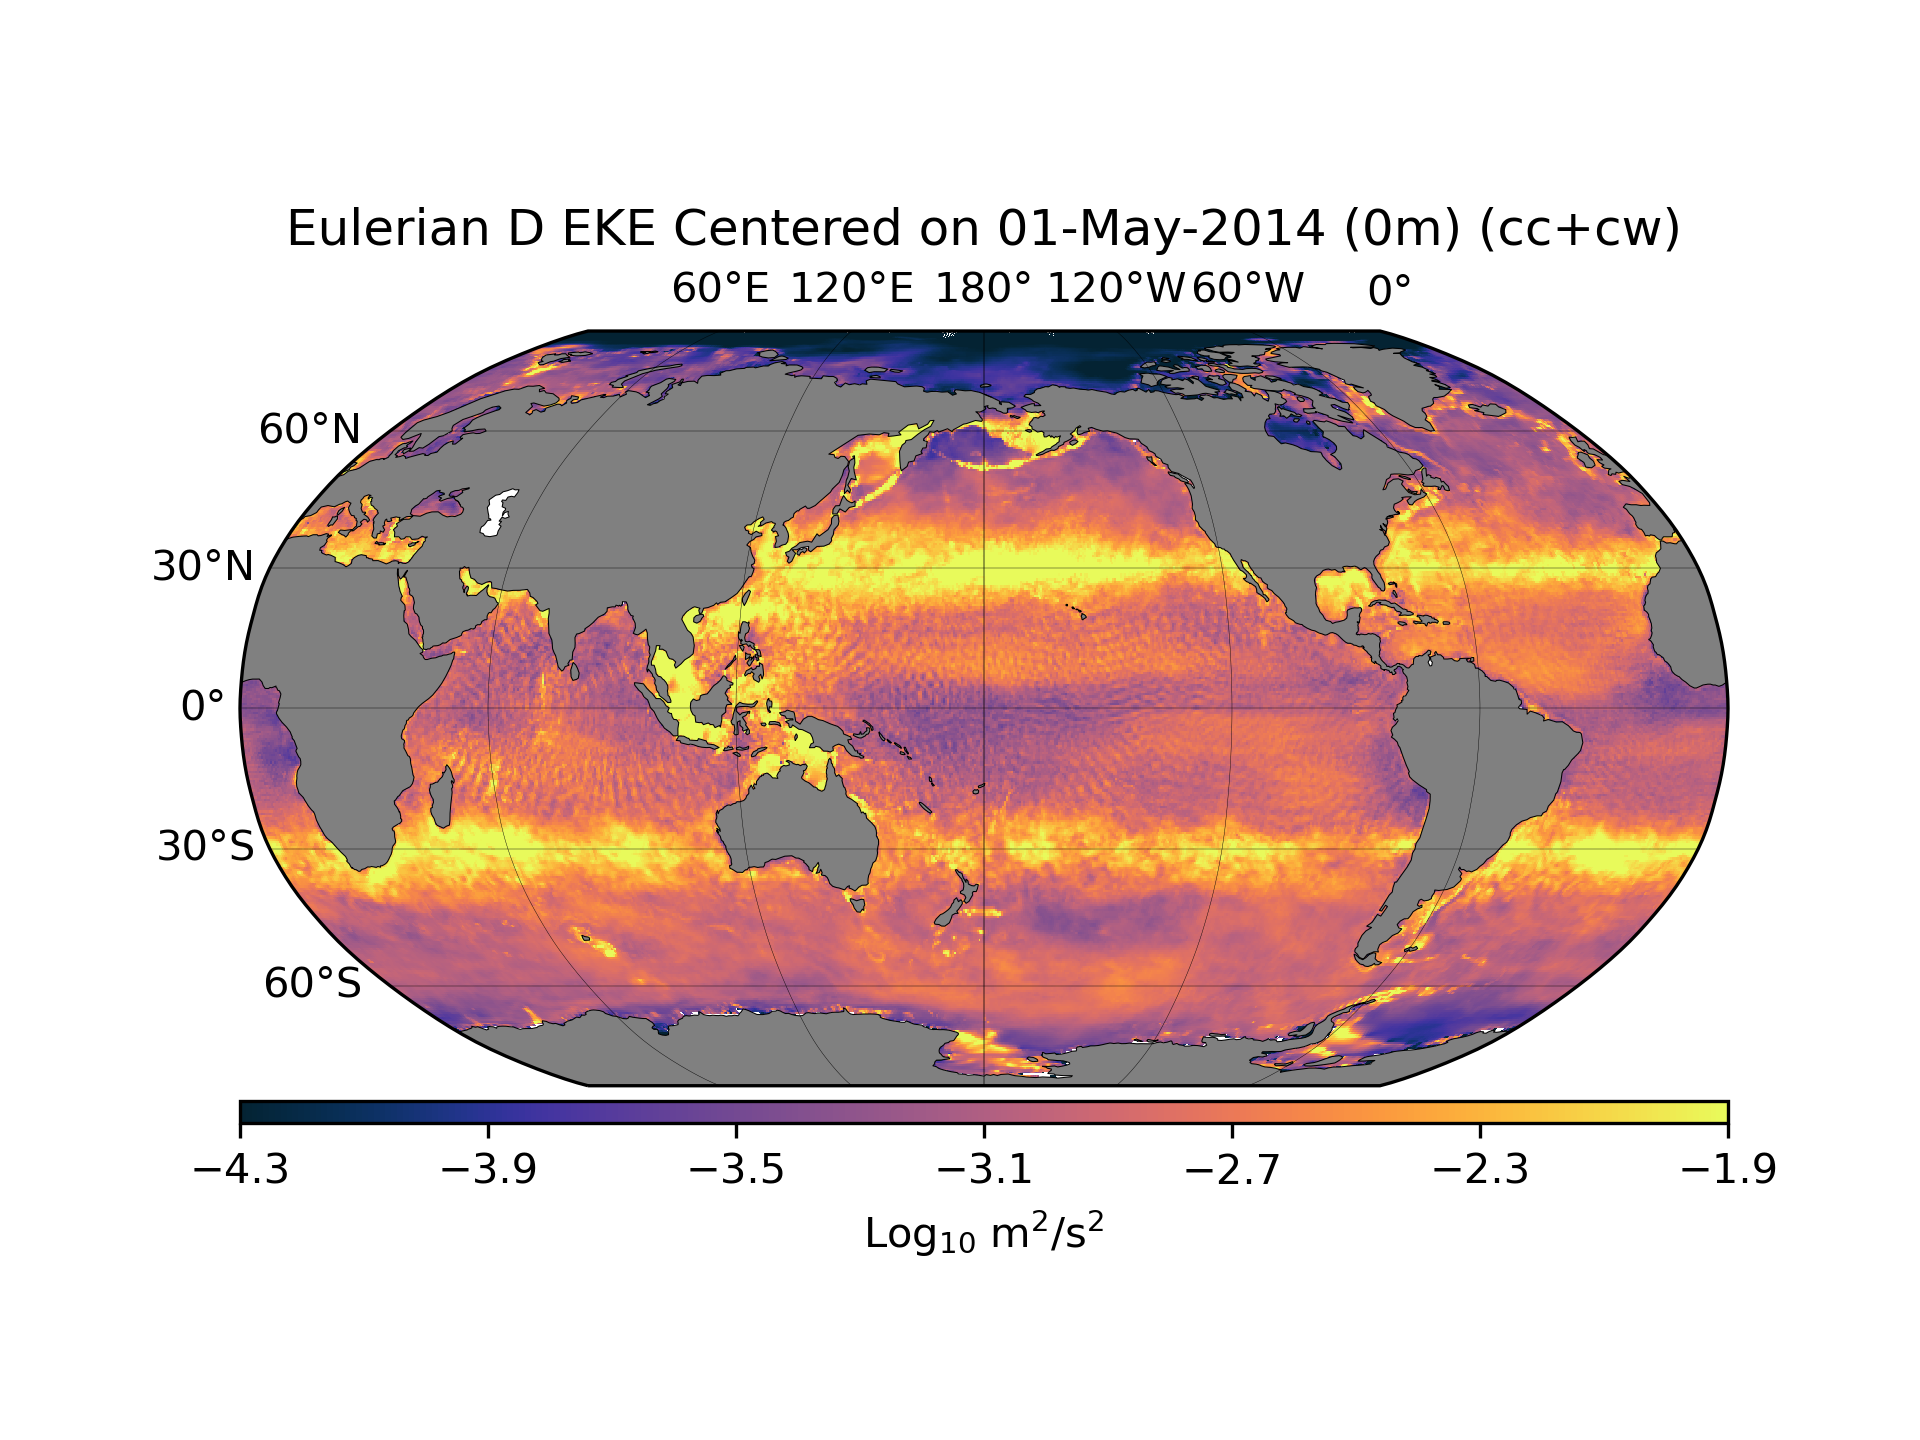 Eulerian D EKE Centered on 01-May-2014 (0m) (cc+cw)
60°E 120°E 180° 120°W 60°W 0°
60°N
30°N
0°
30°S
60°S
−4.3 −3.9 −3.5 −3.1 −2.7 −2.3 −1.9
Log₁₀ m²/s²